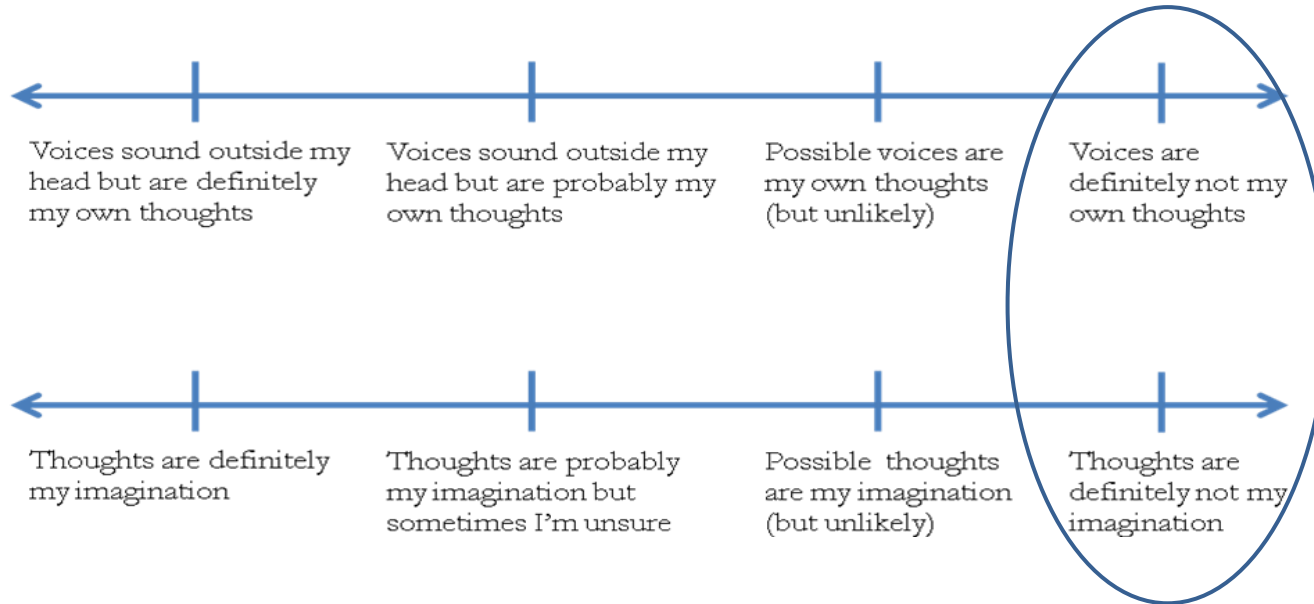 Voices sound outside my
head but are definitely
my own thoughts
Voices sound outside my
head but are probably my
own thoughts
Possible voices are
my own thoughts
(but unlikely)
Voices are
definitely not my
own thoughts
Thoughts are definitely
my imagination
Thoughts are probably
my imagination but
sometimes I'm unsure
Possible thoughts
are my imagination
(but unlikely)
Thoughts are
definitely not my
imagination